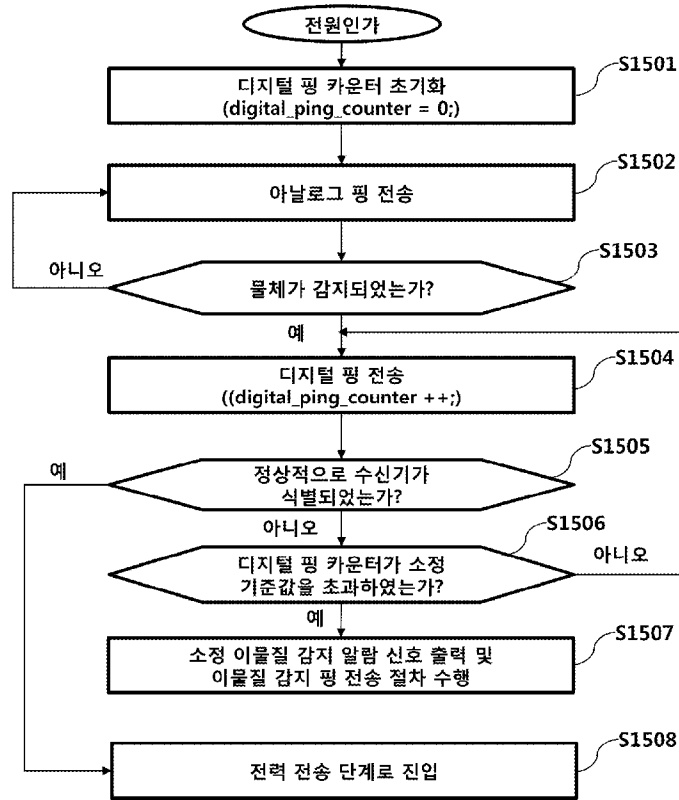 전원인가
S1501
디지털 핑 카운터 초기화
(digital_ping_counter = 0;)
S1502
아날로그 핑 전송
S1503
아니오
물체가 감지되었는가?
예
S1504
디지털 핑 전송
((digital_ping_counter ++;)
S1505
예
정상적으로 수신기가
식별되었는가?
아니오
S1506
아니오
디지털 핑 카운터가 소정
기준값을 초과하였는가?
예
S1507
소정 이물질 감지 알람 신호 출력 및
이물질 감지 핑 전송 절차 수행
S1508
전력 전송 단계로 진입